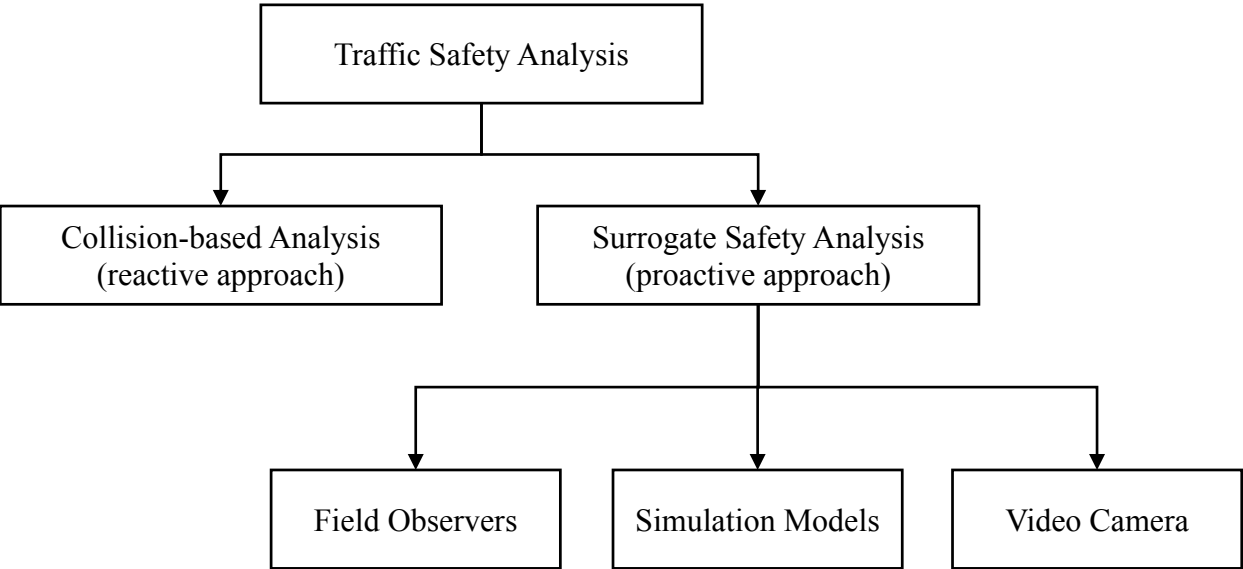 Traffic Safety Analysis
Collision-based Analysis
(reactive approach)
Surrogate Safety Analysis
(proactive approach)
Field Observers
Simulation Models
Video Camera